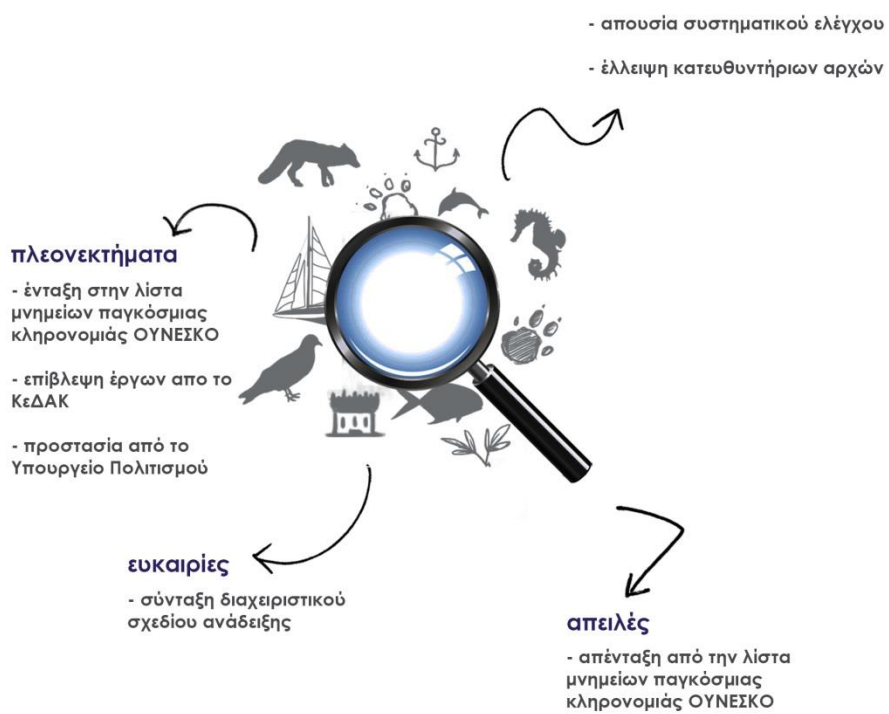 - απουσία συστηματικού ελέγχου
- έλλειψη κατευθυντήριων αρχών
πλεονεκτήματα
- ένταξη στην λίστα
μνημείων παγκόσμιας
κληρονομιάς ΟΥΝΕΣΚΟ
- επίβλεψη έργων απο το
ΚεΔΑΚ
- προστασία από το
Υπουργείο Πολιτισμού
ευκαιρίες
- σύνταξη διαχειριστικού
σχεδίου ανάδειξης
απειλές
- απένταξη από την λίστα
μνημείων παγκόσμιας
κληρονομιάς ΟΥΝΕΣΚΟ